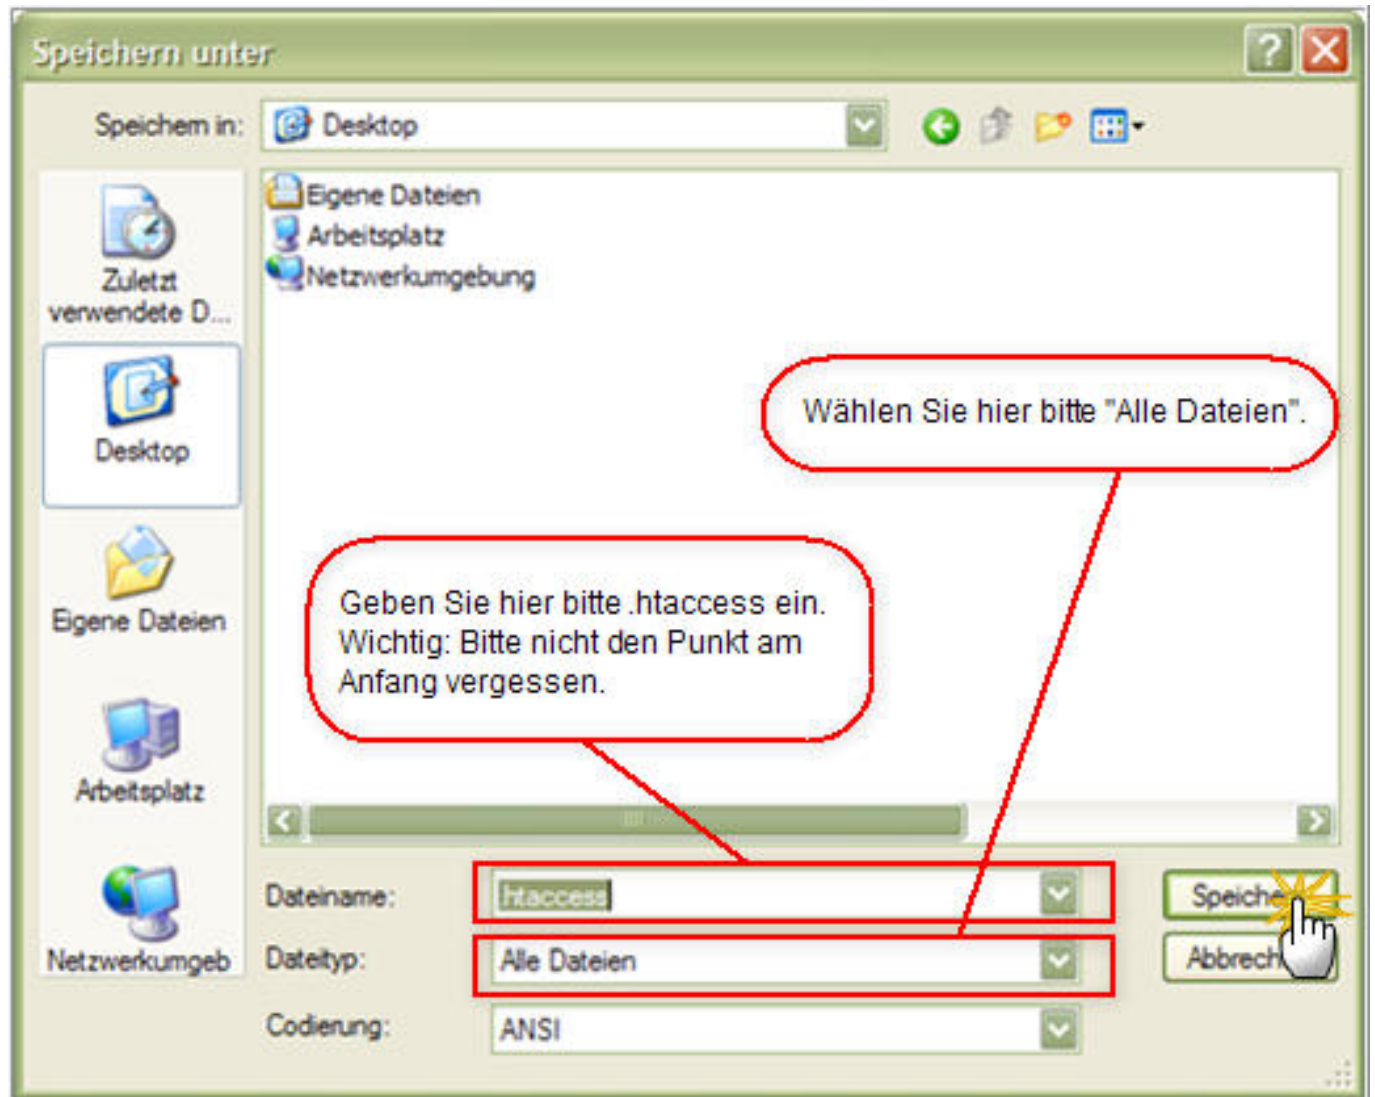 Speichern unter
Speichern in:
Desktop
Eigene Dateien
Arbeitsplatz
Netzwerkumgebung
Zuletzt
verwendete D...
Desktop
Eigene Dateien
Arbeitsplatz
Netzwerkumgeb
Wählen Sie hier bitte "Alle Dateien".
Geben Sie hier bitte .htaccess ein.
Wichtig: Bitte nicht den Punkt am
Anfang vergessen.
Dateiname:
.htaccess
Speiche
Dateityp:
Alle Dateien
Abbrech
Codierung:
ANSI